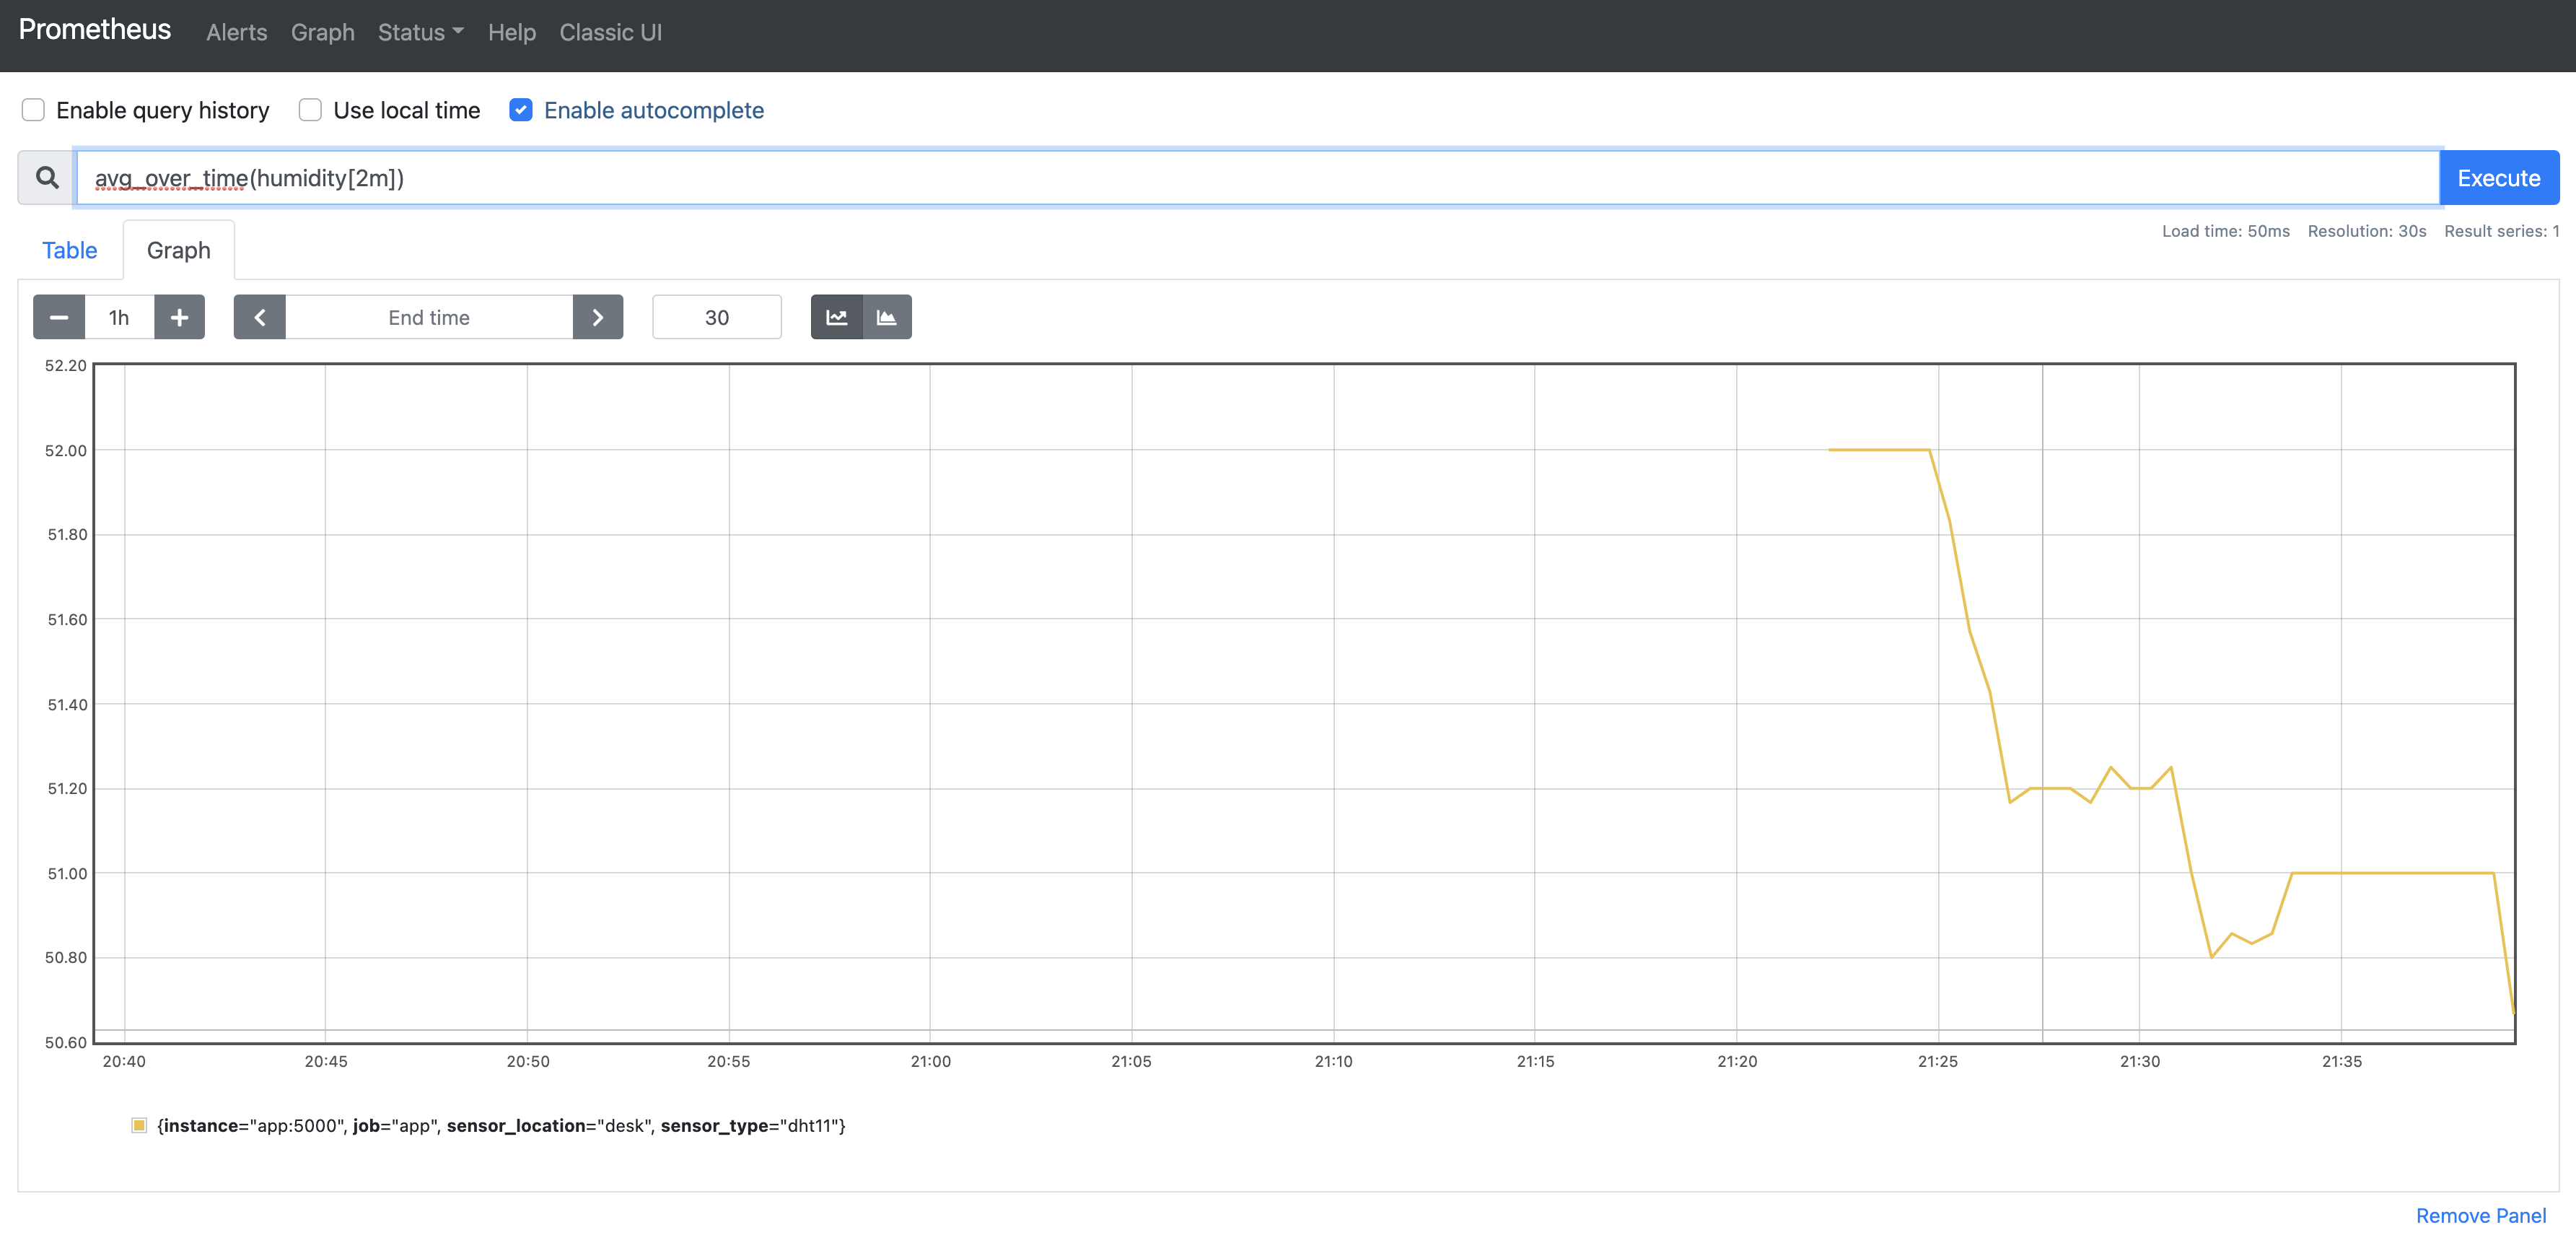 Prometheus Alerts Graph Status Help Classic UI
Enable query history Use local time Enable autocomplete
avg_over_time(humidity[2m]) Execute
Load time: 50ms Resolution: 30s Result series: 1
Table Graph
1h End time 30
52.20
52.00
51.80
51.60
51.40
51.20
51.00
50.80
50.60
20:40 20:45 20:50 20:55 21:00 21:05 21:10 21:15 21:20 21:25 21:30 21:35
{instance="app:5000", job="app", sensor_location="desk", sensor_type="dht11"}
Remove Panel